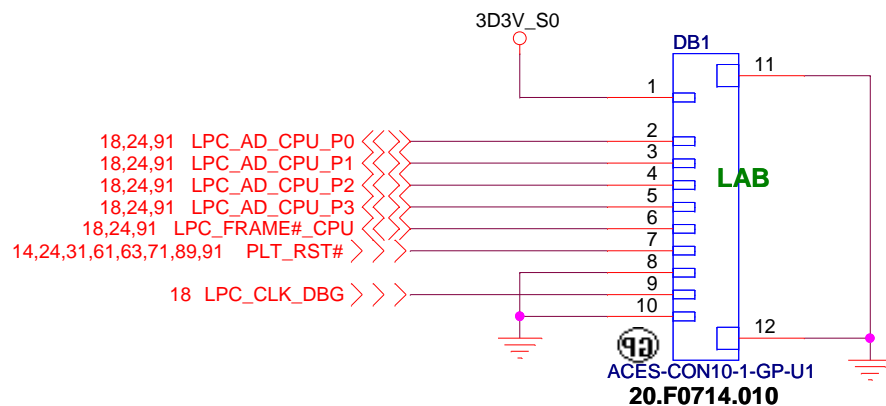 3D3V_S0
DB1
11
1
18,24,91 LPC_AD_CPU_P0 2
18,24,91 LPC_AD_CPU_P1 3
18,24,91 LPC_AD_CPU_P2 4
LAB
18,24,91 LPC_AD_CPU_P3 5
18,24,91 LPC_FRAME#_CPU 6
14,24,31,61,63,71,89,91 PLT_RST# 7
8
18 LPC_CLK_DBG 9
10
12
GP
ACES-CON10-1-GP-U1
20.F0714.010